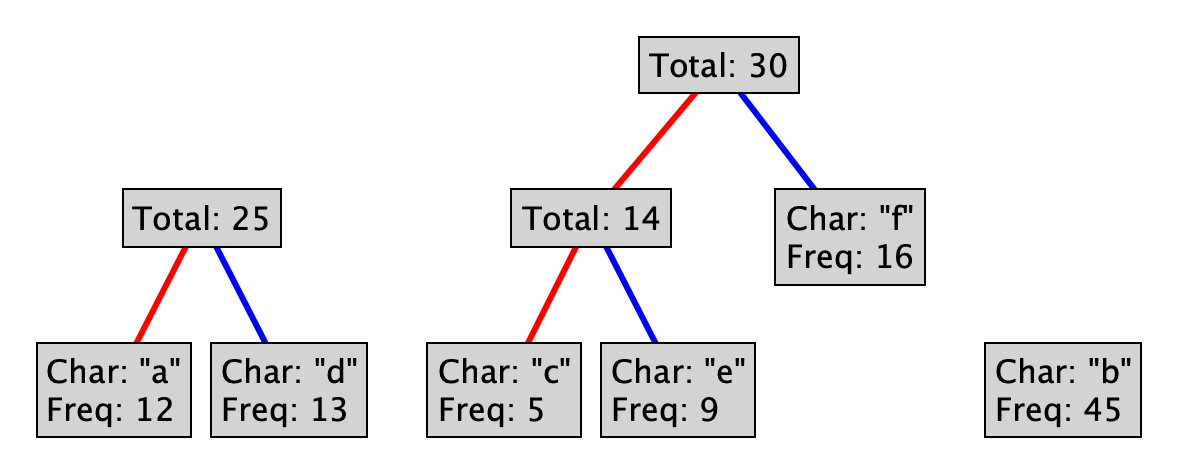 Total: 30
Total: 25
Total: 14
Char: "f"
Freq: 16
Char: "a"
Freq: 12
Char: "d"
Freq: 13
Char: "c"
Freq: 5
Char: "e"
Freq: 9
Char: "b"
Freq: 45